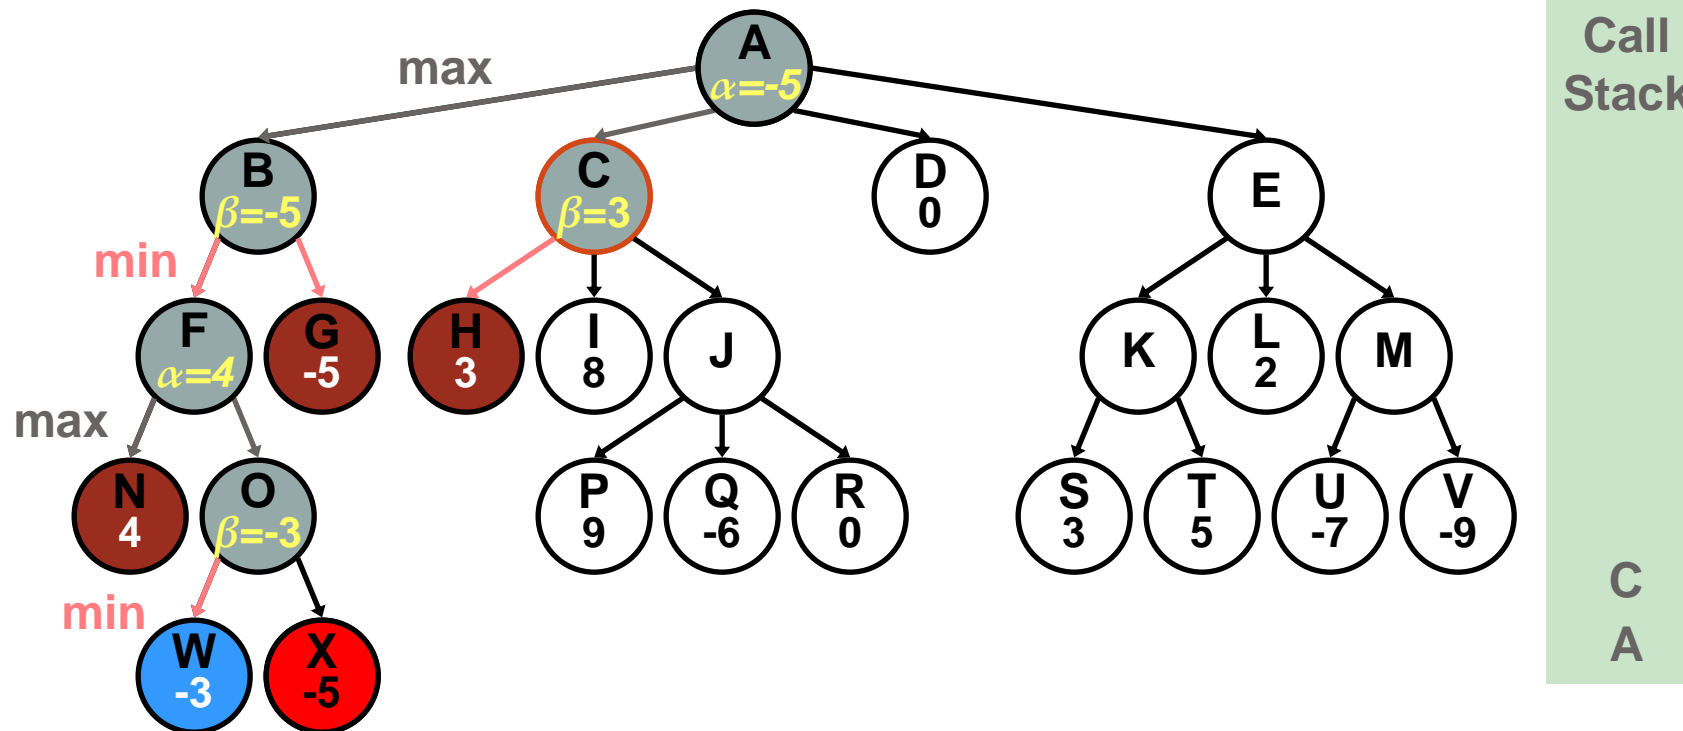 A
α=-5
max
Call
Stack
B
β=-5
C
β=3
D
0
E
min
F
α=4
G
-5
H
3
I
8
J
K
L
2
M
max
N
4
O
β=-3
P
9
Q
-6
R
0
S
3
T
5
U
-7
V
-9
C
min
A
W
-3
X
-5